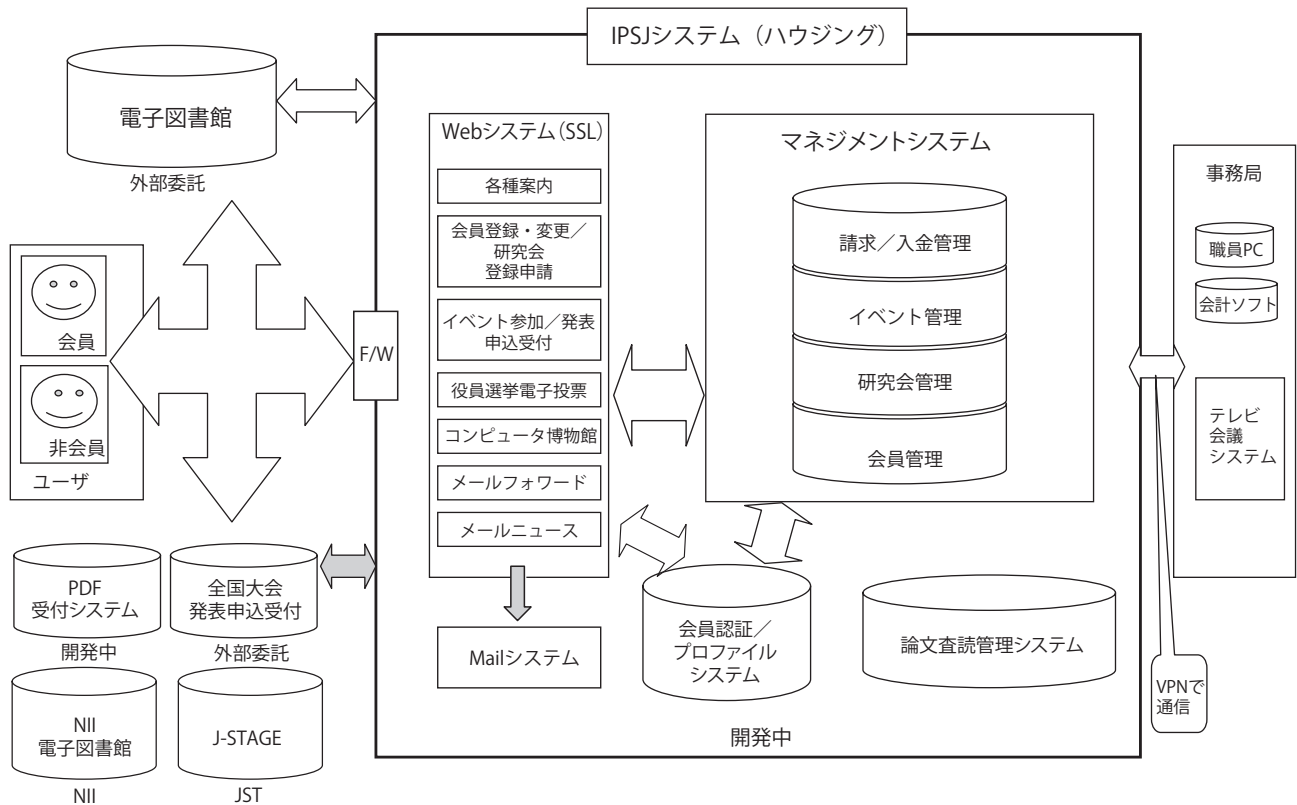 IPSJシステム（ハウジング）
電子図書館
外部委託
会員
非会員
ユーザ
F/W
PDF
受付システム
開発中
全国大会
発表申込受付
外部委託
NII
電子図書館
NII
J-STAGE
JST
Webシステム（SSL）
各種案内
会員登録・変更／
研究会
登録申請
イベント参加／発表
申込受付
役員選挙電子投票
コンピュータ博物館
メールフォワード
メールニュース
Mailシステム
マネジメントシステム
請求／入金管理
イベント管理
研究会管理
会員管理
会員認証／
プロファイル
システム
論文査読管理システム
開発中
事務局
職員PC
会計ソフト
テレビ
会議
システム
VPNで
通信